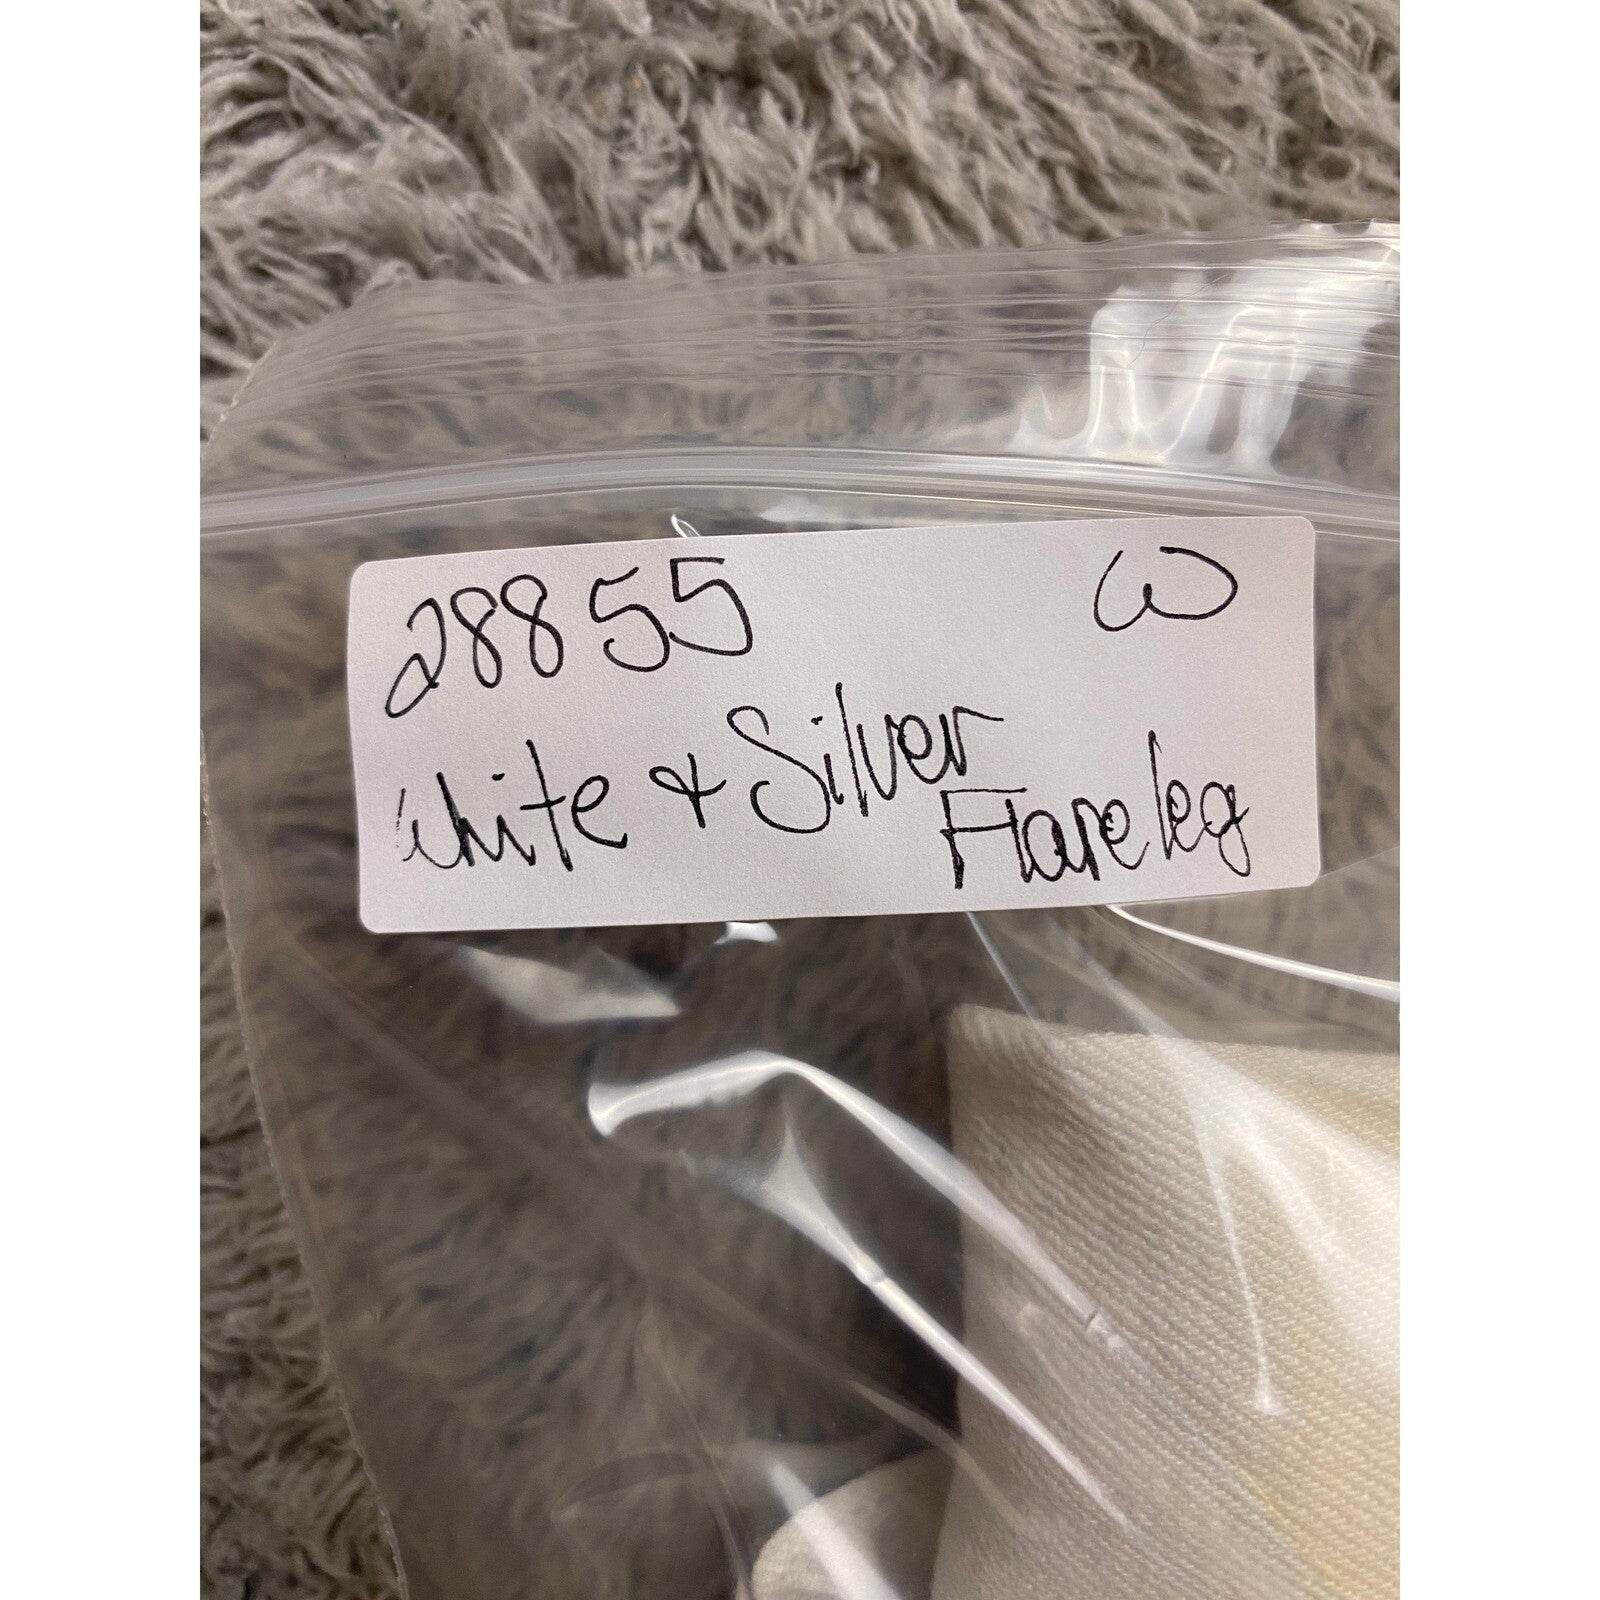 28855 W
White & Silver
Flare leg